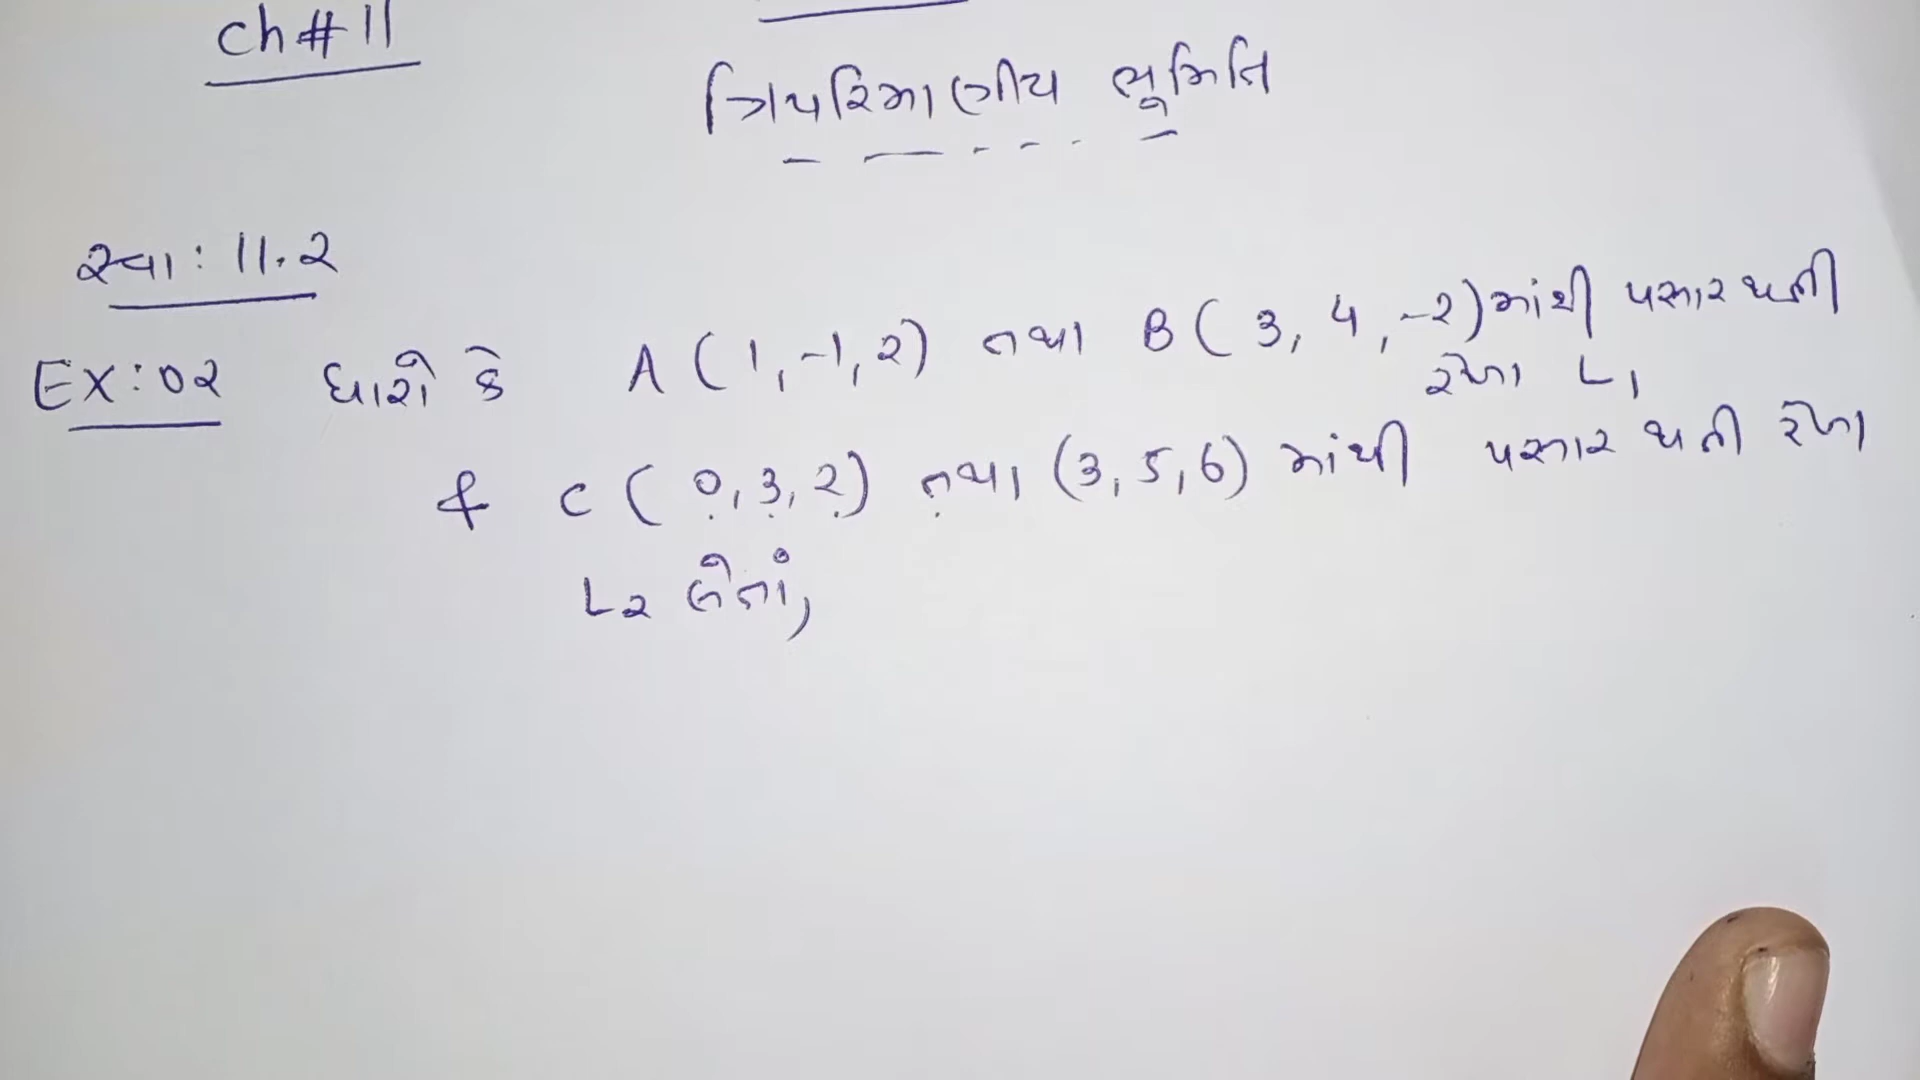 Ch # 11
ત્રિપરિમાણીય ભૂમિતિ
સ્વા: 11.2
Ex: 02 ધારો કે A (1, -1, 2) તથા B ( 3, 4, -2) માંથી પસાર થતી
રેખા L1
& C ( 0, 3, 2) તથા (3, 5, 6) માંથી પસાર થતી રેખા
L2 લેતાં,